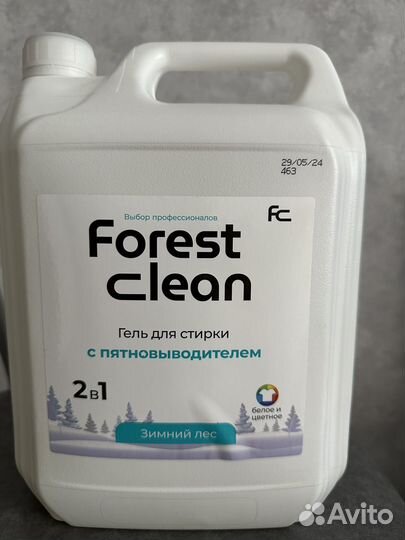 29/05/24
463
Выбор профессионалов
FC
Forest
clean
Гель для стирки
с пятновыводителем
2в1
белое и
цветное
Зимний лес
Avito